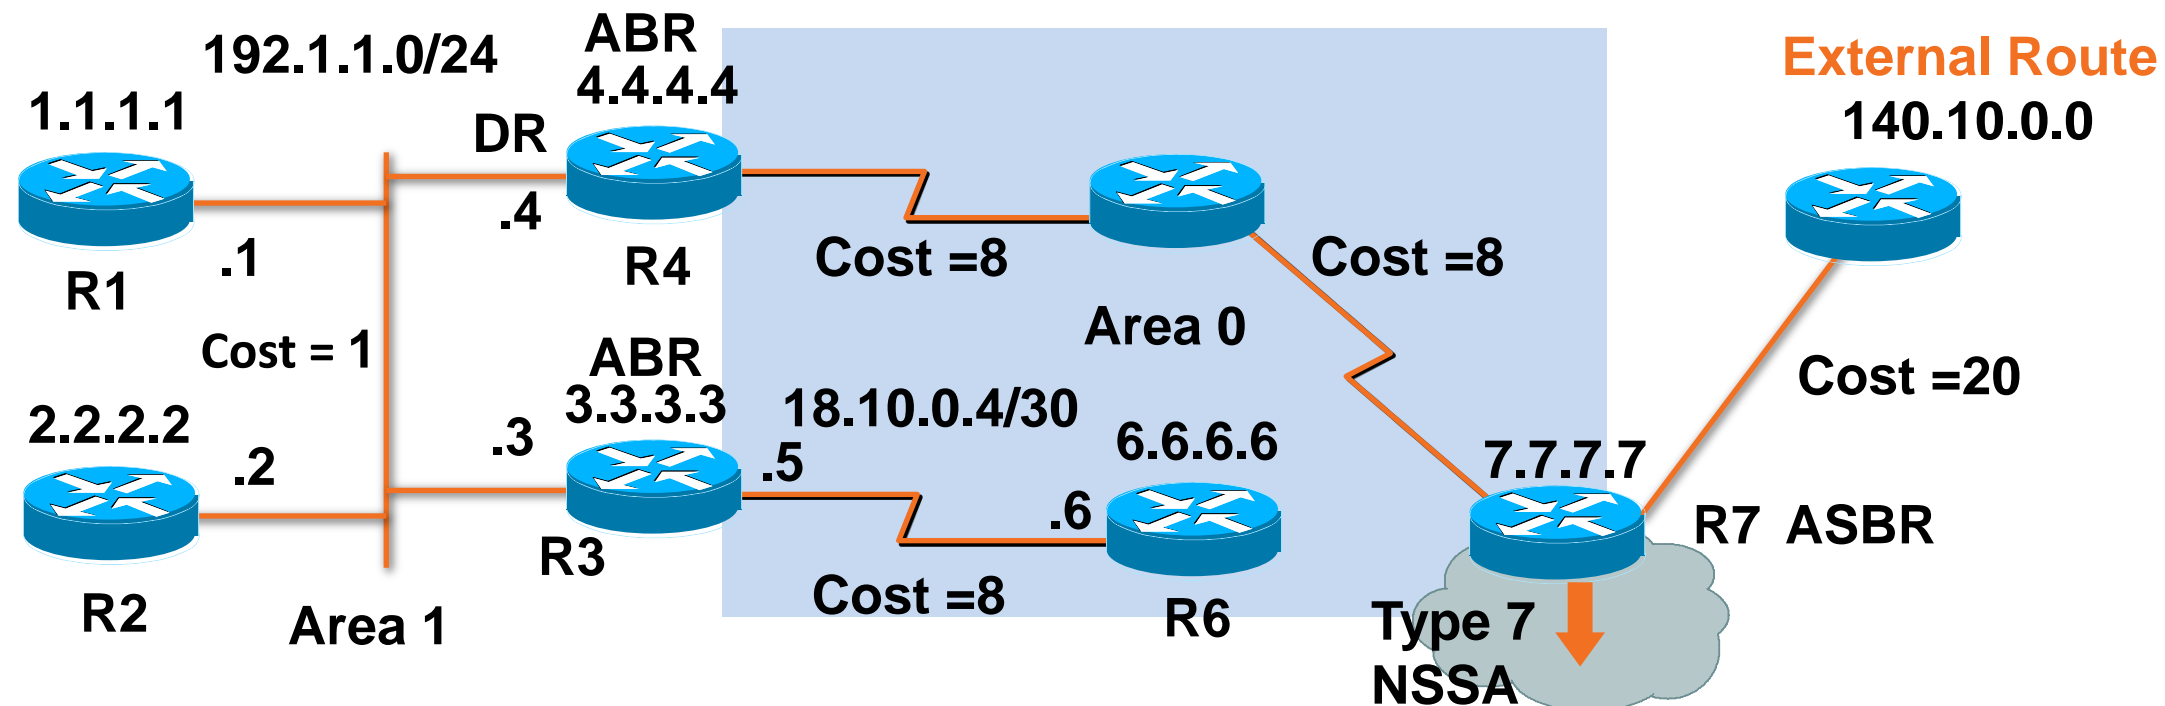 192.1.1.0/24
ABR
4.4.4.4
External Route
140.10.0.0
1.1.1.1
DR
.4
.1
R1
R4
Cost =8
Cost =8
Area 0
Cost = 1
ABR
3.3.3.3
18.10.0.4/30
Cost =20
2.2.2.2
.2
.3
.5
6.6.6.6
.6
7.7.7.7
R7 ASBR
R3
Cost =8
R2
Area 1
R6
Type 7
NSSA